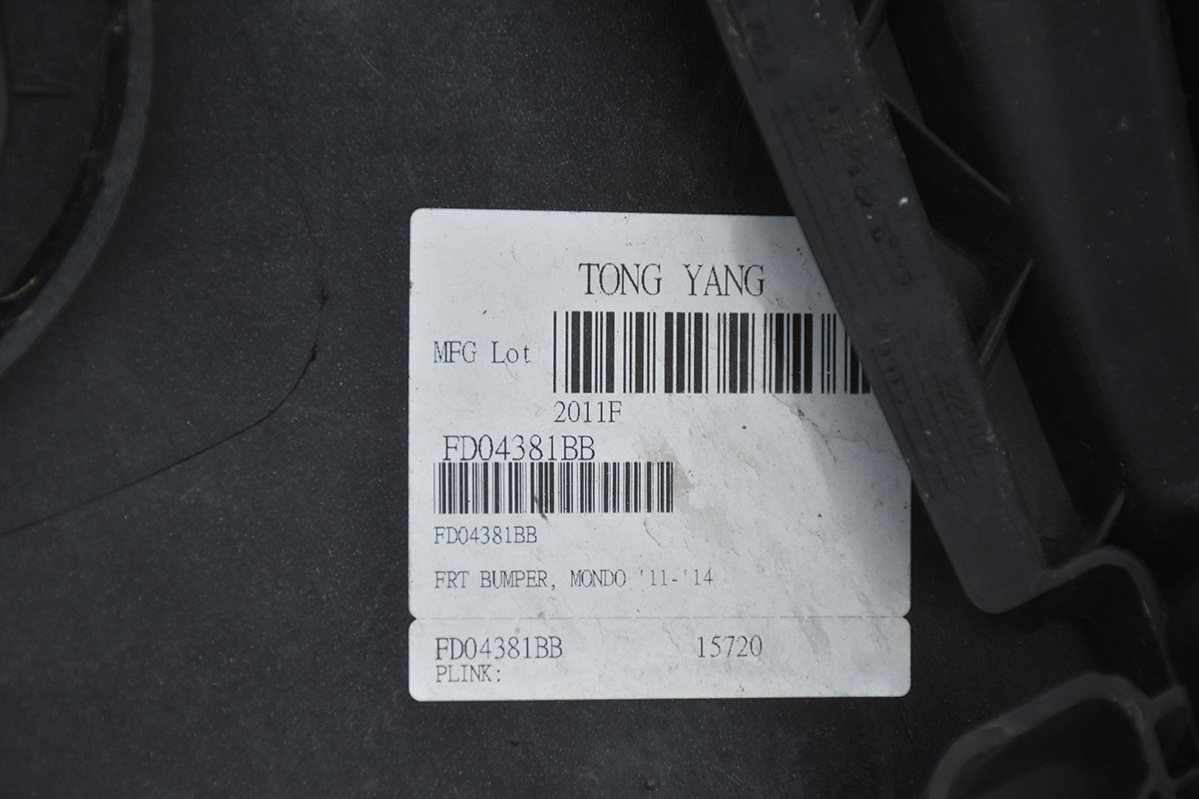 TONG YANG
MFG Lot
2011F
FD04381BB
FD04381BB
FRT BUMPER, MONDO '11-'14
FD04381BB 15720
PLINK: